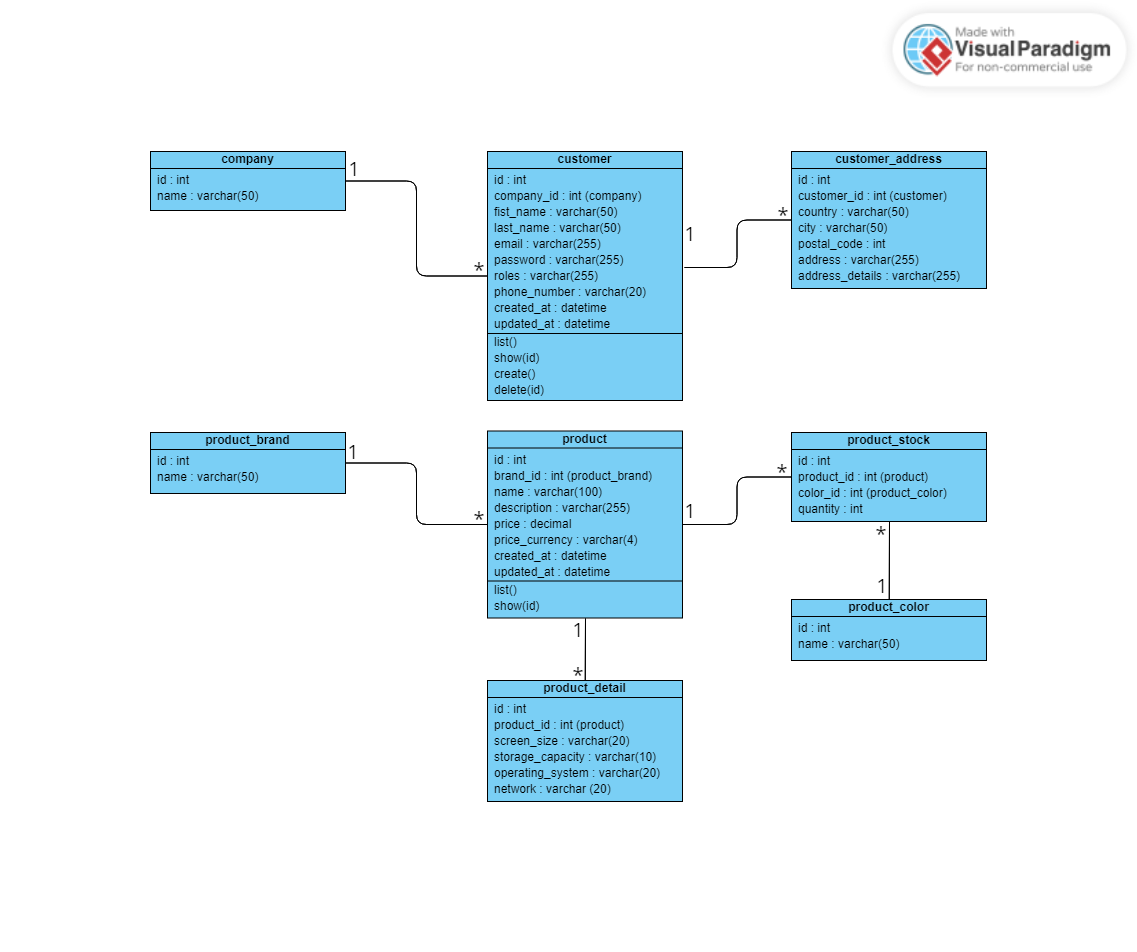 Made with
Visual Paradigm
For non-commercial use
company
id : int
name : varchar(50)
1
*
customer
id : int
company_id : int (company)
fist_name : varchar(50)
last_name : varchar(50)
email : varchar(255)
password : varchar(255)
roles : varchar(255)
phone_number : varchar(20)
created_at : datetime
updated_at : datetime
list()
show(id)
create()
delete(id)
1
*
customer_address
id : int
customer_id : int (customer)
country : varchar(50)
city : varchar(50)
postal_code : int
address : varchar(255)
address_details : varchar(255)
product_brand
id : int
name : varchar(50)
1
*
product
id : int
brand_id : int (product_brand)
name : varchar(100)
description : varchar(255)
price : decimal
price_currency : varchar(4)
created_at : datetime
updated_at : datetime
list()
show(id)
1
*
product_stock
id : int
product_id : int (product)
color_id : int (product_color)
quantity : int
*
1
product_color
id : int
name : varchar(50)
1
*
product_detail
id : int
product_id : int (product)
screen_size : varchar(20)
storage_capacity : varchar(10)
operating_system : varchar(20)
network : varchar (20)